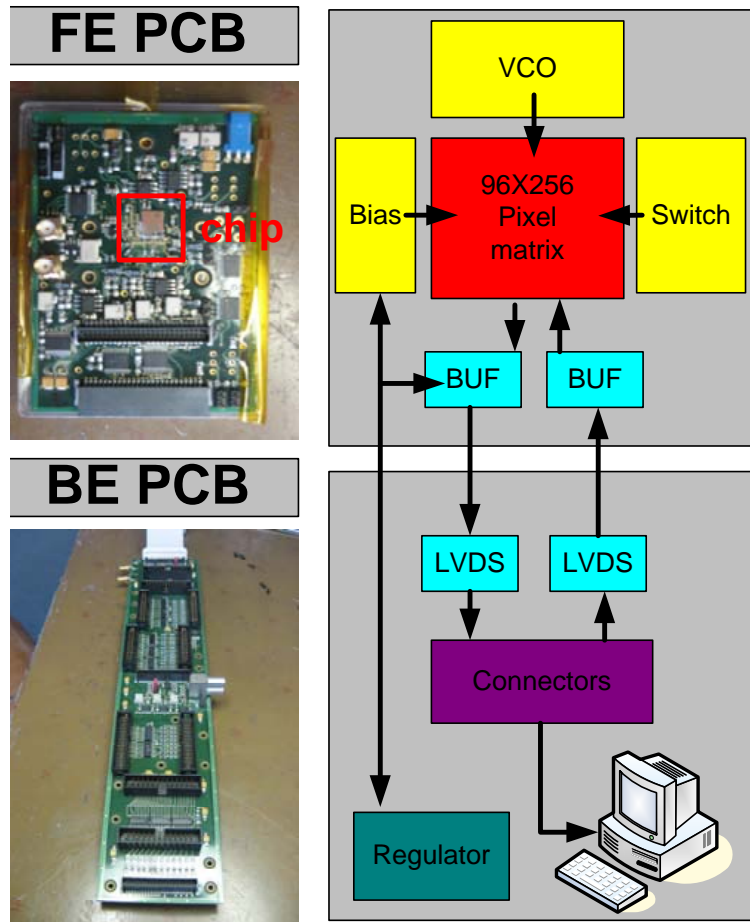 FE PCB
chip
VCO
Bias
96X256
Pixel
matrix
Switch
BUF
BUF
BE PCB
LVDS
LVDS
Connectors
Regulator